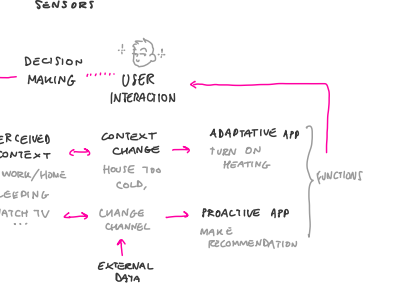 SENSORS
DECISION
MAKING
USER
INTERACTION
ERCEIVED
CONTEXT
WORK/HOME
LEEPING
WATCH TV
...
CONTEXT
CHANGE
HOUSE TOO
COLD,
CHANGE
CHANNEL
EXTERNAL
DATA
ADAPTATIVE APP
TURN ON
HEATING
PROACTIVE APP
MAKE
RECOMMENDATION
FUNCTIONS